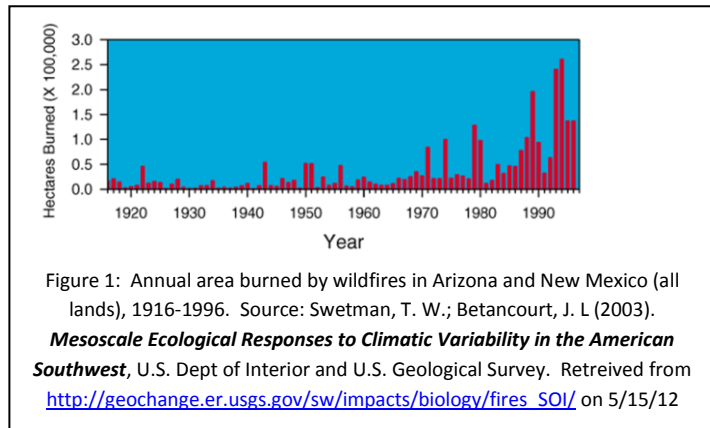 3.0
2.5
2.0
1.5
1.0
0.5
0.0
Hectares Burned (X 100,000)
1920 1930 1940 1950 1960 1970 1980 1990
Year
Figure 1: Annual area burned by wildfires in Arizona and New Mexico (all
lands), 1916-1996. Source: Swetman, T. W.; Betancourt, J. L (2003).
Mesoscale Ecological Responses to Climatic Variability in the American
Southwest, U.S. Dept of Interior and U.S. Geological Survey. Retreived from
http://geochange.er.usgs.gov/sw/impacts/biology/fires_SOI/ on 5/15/12